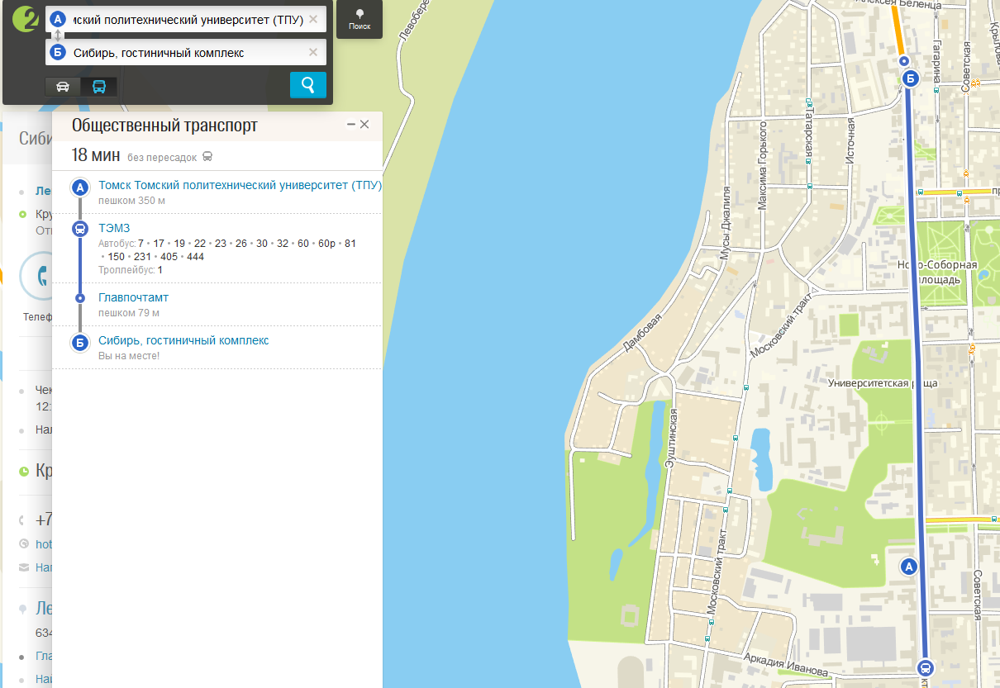 А
мский политехнический университет (ТПУ)
Б
Сибирь, гостиничный комплекс
Поиск
Общественный транспорт
18 мин без пересадок
А
Томск Томский политехнический университет (ТПУ)
пешком 350 м
ТЭМЗ
Автобус: 7 • 17 • 19 • 22 • 23 • 26 • 30 • 32 • 60 • 60р • 81
• 150 • 231 • 405 • 444
Троллейбус: 1
Главпочтамт
пешком 79 м
Б
Сибирь, гостиничный комплекс
Вы на месте!
Сиби
Ле
Кру
Отк
Телеф
Чек
12:
Нал
Кр
+7
hot
Нап
Ле
634
Гла
Най
Левобере
Алексея Беленца
Гагарина
Советская
Крылова
Б
Татарская
Источная
Максима Горького
Мусы Джалиля
пр
Ново-Соборная
площадь
Московский тракт
Дамбовая
Университетская роща
Эуштинская
Московский тракт
А
Советская
Аркадия Иванова